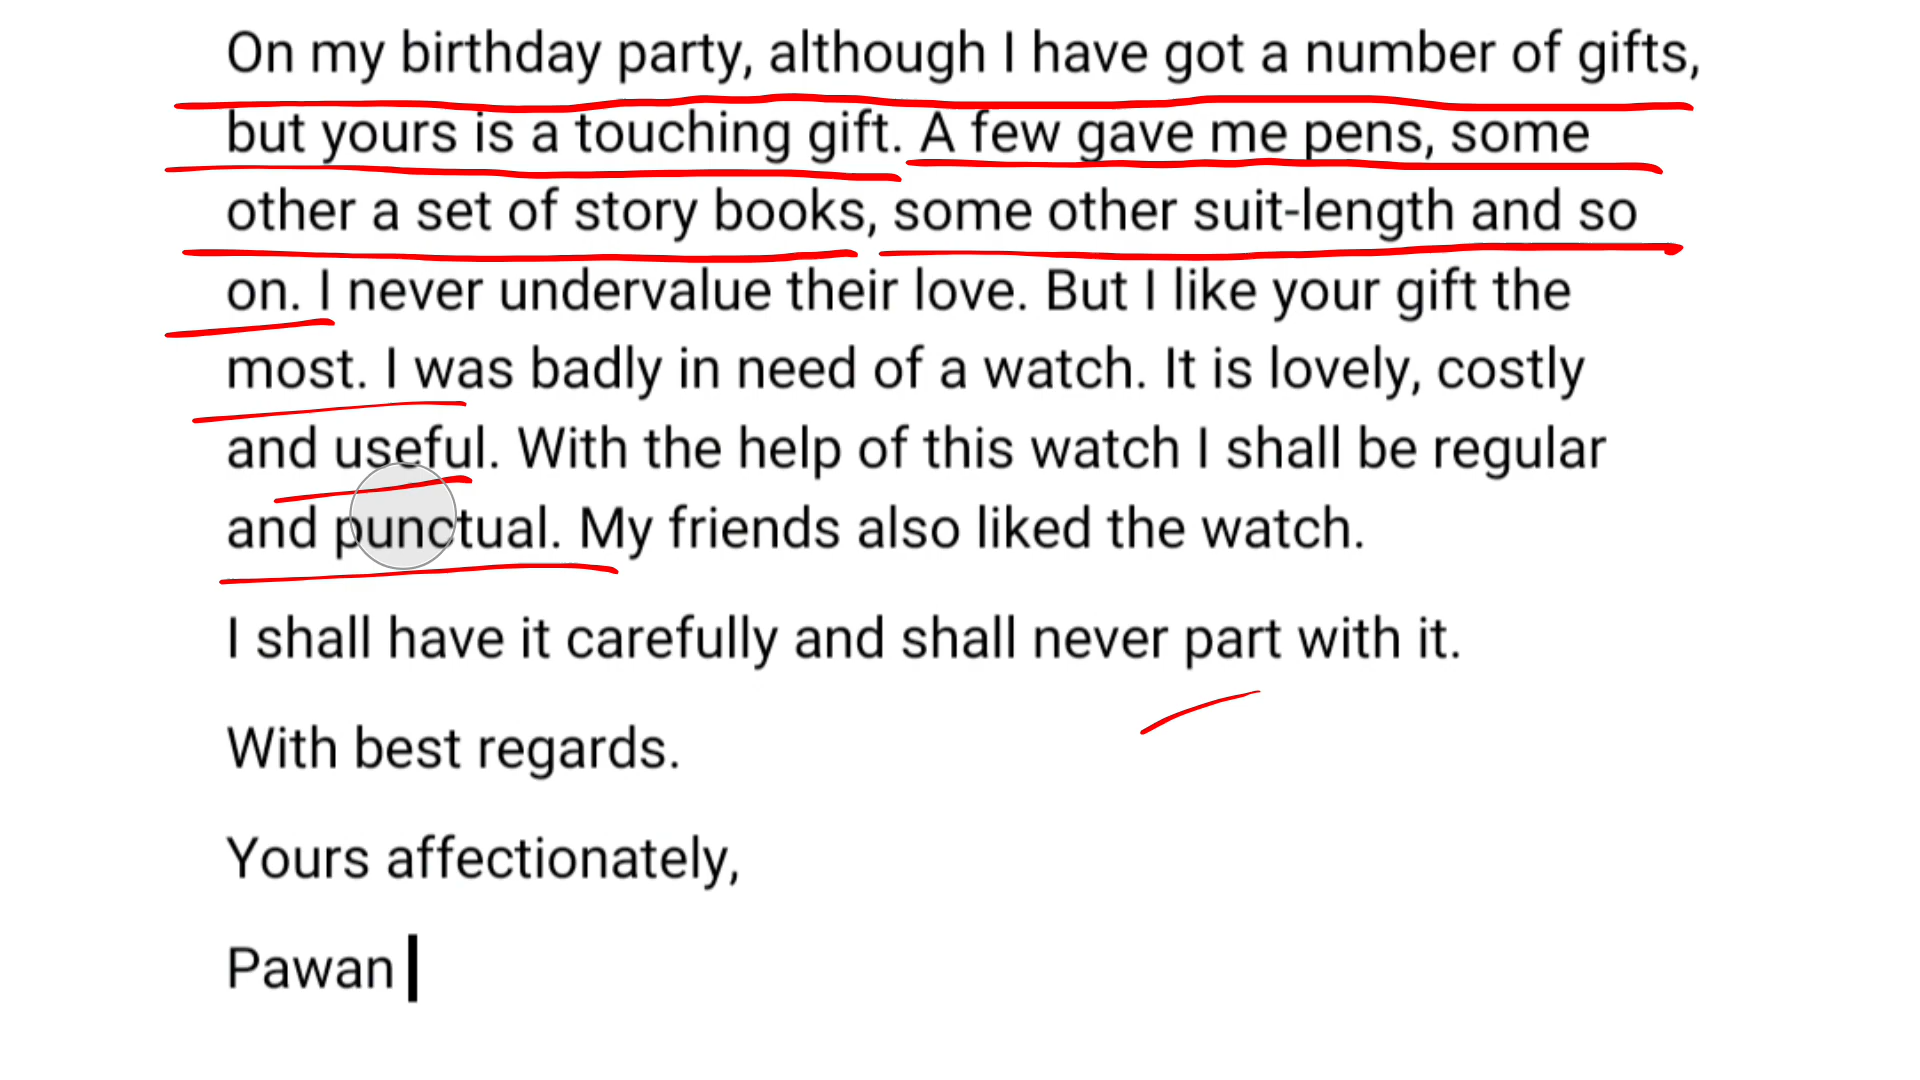 On my birthday party, although I have got a number of gifts,
but yours is a touching gift. A few gave me pens, some
other a set of story books, some other suit-length and so
on. I never undervalue their love. But I like your gift the
most. I was badly in need of a watch. It is lovely, costly
and useful. With the help of this watch I shall be regular
and punctual. My friends also liked the watch.
I shall have it carefully and shall never part with it.
With best regards.
Yours affectionately,
Pawan